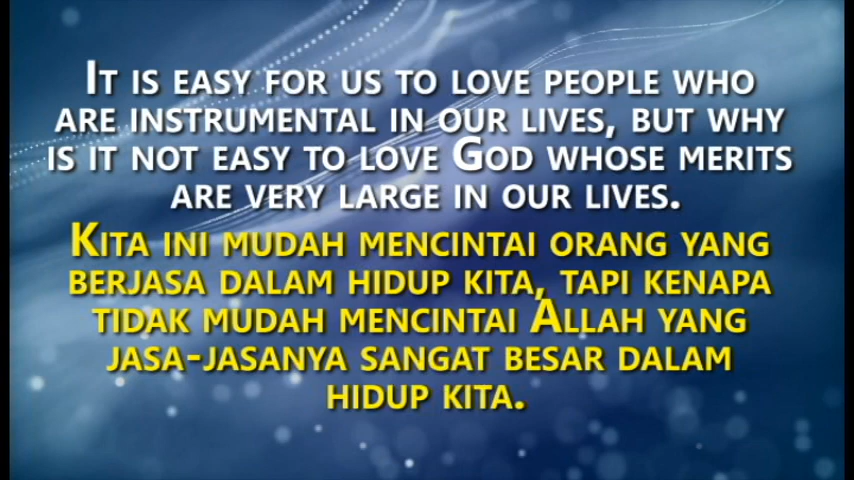 It is easy for us to love people who
are instrumental in our lives, but why
is it not easy to love God whose merits
are very large in our lives.
Kita ini mudah mencintai orang yang
berjasa dalam hidup kita, tapi kenapa
tidak mudah mencintai Allah yang
jasa-jasanya sangat besar dalam
hidup kita.